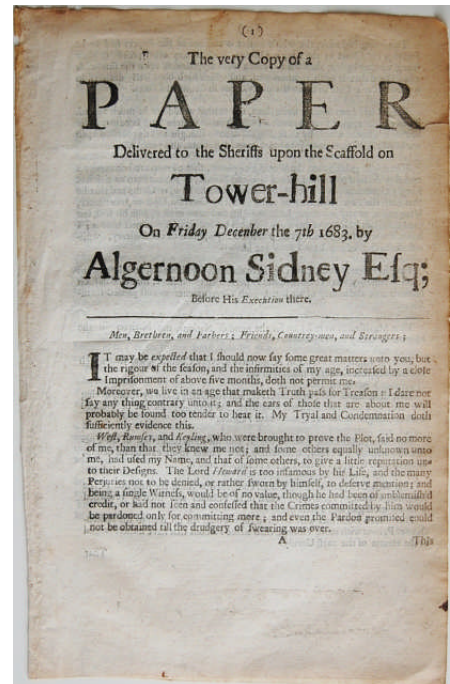 (1)
The very Copy of a
PAPER
Delivered to the Sheriffs upon the Scaffold on
Tower-hill
On Friday December the 7th 1683. by
Algernoon Sidney Eſq;
Before His Execution there.
Men, Brethren, and Fathers; Friends, Countrey-men, and Strangers;
IT may be expected that I should now ſay ſome great matters unto you, but
the rigour of the ſeaſon, and the infirmities of my age, increaſed by a cloſe
Impriſonment of above five months, doth not permit me.
Moreover, we live in an age that maketh Truth paſs for Treaſon: I dare not
ſay any thing contrary unto it; and the ears of thoſe that are about me will
probably be found too tender to hear it. My Tryal and Condemnation doth
ſufficiently evidence this.
Weſt, Rumſey, and Keyling, who were brought to prove the Plot, ſaid no more
of me, than that they knew me not; and ſome others equally unknown unto
me, had uſed my Name, and that of ſome others, to give a little reputation un-
to their Deſigns. The Lord Howard is too infamous by his Life, and the many
Perjuries not to be denied, or rather ſworn by himſelf, to deſerve mention; and
being a ſingle Witneſs, would be of no value, though he had been of unblemiſh'd
credit, or had not ſeen and confeſſed that the Crimes committed by him would
be pardoned only for committing more; and even the Pardon promiſed could
not be obtained till the drudgery of ſwearing was over.
A
This